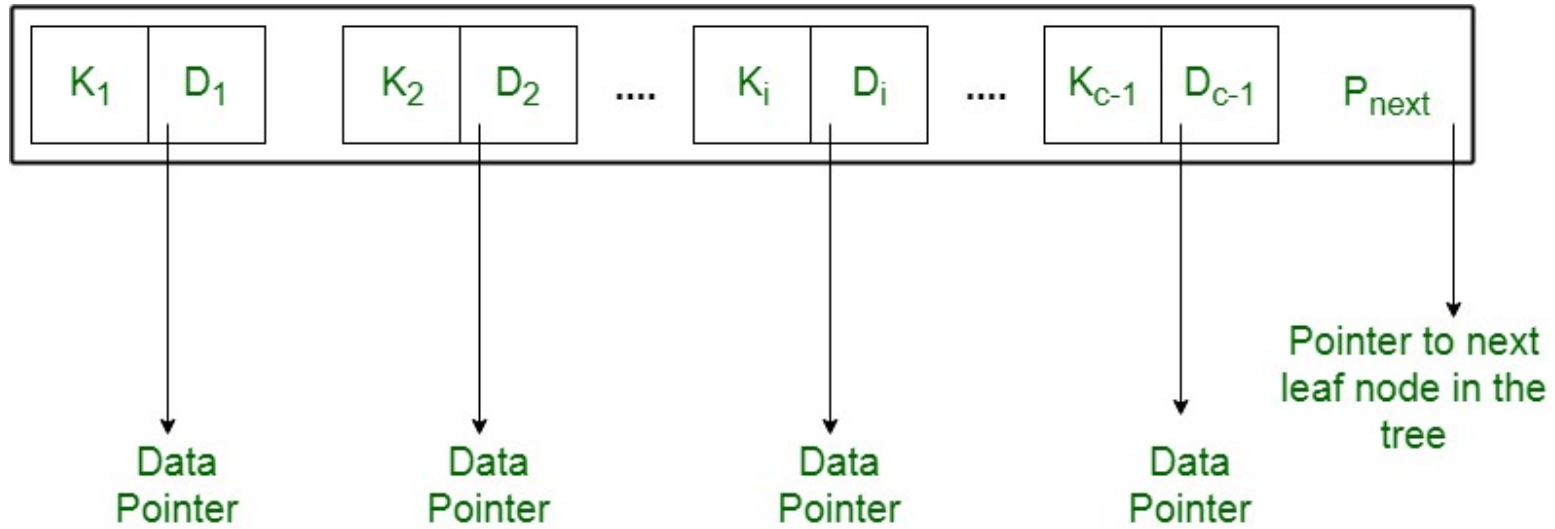 K1 D1 K2 D2 .... Ki Di .... Kc-1 Dc-1 Pnext
Pointer to next
leaf node in the
tree
Data
Pointer
Data
Pointer
Data
Pointer
Data
Pointer